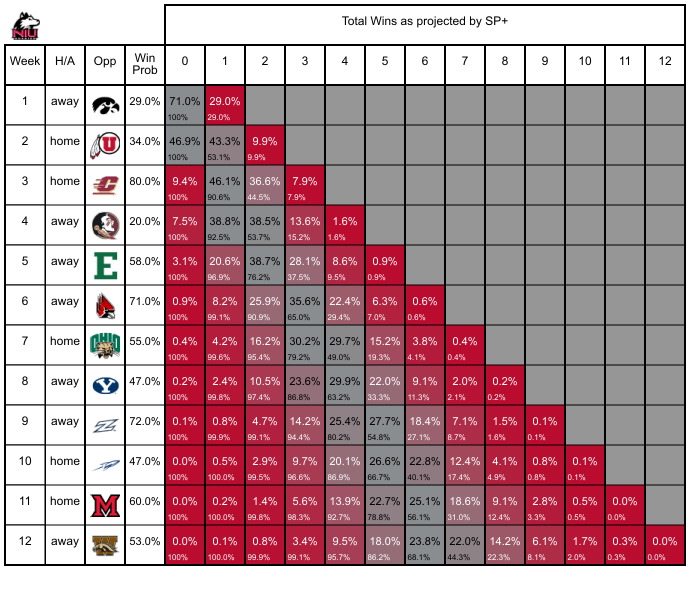 NIU
Total Wins as projected by SP+
Week H/A Opp Win Prob 0 1 2 3 4 5 6 7 8 9 10 11 12
1 away 29.0% 71.0% 29.0%
100% 29.0%
2 home U 34.0% 46.9% 43.3% 9.9%
100% 53.1% 9.9%
3 home C 80.0% 9.4% 46.1% 36.6% 7.9%
100% 90.6% 44.5% 7.9%
4 away 20.0% 7.5% 38.8% 38.5% 13.6% 1.6%
100% 92.5% 53.7% 15.2% 1.6%
5 away E 58.0% 3.1% 20.6% 38.7% 28.1% 8.6% 0.9%
100% 96.9% 76.2% 37.5% 9.5% 0.9%
6 away 71.0% 0.9% 8.2% 25.9% 35.6% 22.4% 6.3% 0.6%
100% 99.1% 90.9% 65.0% 29.4% 7.0% 0.6%
7 home OHIO 55.0% 0.4% 4.2% 16.2% 30.2% 29.7% 15.2% 3.8% 0.4%
100% 99.6% 95.4% 79.2% 49.0% 19.3% 4.1% 0.4%
8 away Y 47.0% 0.2% 2.4% 10.5% 23.6% 29.9% 22.0% 9.1% 2.0% 0.2%
100% 99.8% 97.4% 86.8% 63.2% 33.3% 11.3% 2.1% 0.2%
9 away Z 72.0% 0.1% 0.8% 4.7% 14.2% 25.4% 27.7% 18.4% 7.1% 1.5% 0.1%
100% 99.9% 99.1% 94.4% 80.2% 54.8% 27.1% 8.7% 1.6% 0.1%
10 home 47.0% 0.0% 0.5% 2.9% 9.7% 20.1% 26.6% 22.8% 12.4% 4.1% 0.8% 0.1%
100% 100.0% 99.5% 96.6% 86.9% 66.7% 40.1% 17.4% 4.9% 0.8% 0.1%
11 home M 60.0% 0.0% 0.2% 1.4% 5.6% 13.9% 22.7% 25.1% 18.6% 9.1% 2.8% 0.5% 0.0%
100% 100.0% 99.8% 98.3% 92.7% 78.8% 56.1% 31.0% 12.4% 3.3% 0.5% 0.0%
12 away 53.0% 0.0% 0.1% 0.8% 3.4% 9.5% 18.0% 23.8% 22.0% 14.2% 6.1% 1.7% 0.3% 0.0%
100% 100.0% 99.9% 99.1% 95.7% 86.2% 68.1% 44.3% 22.3% 8.1% 2.0% 0.3% 0.0%